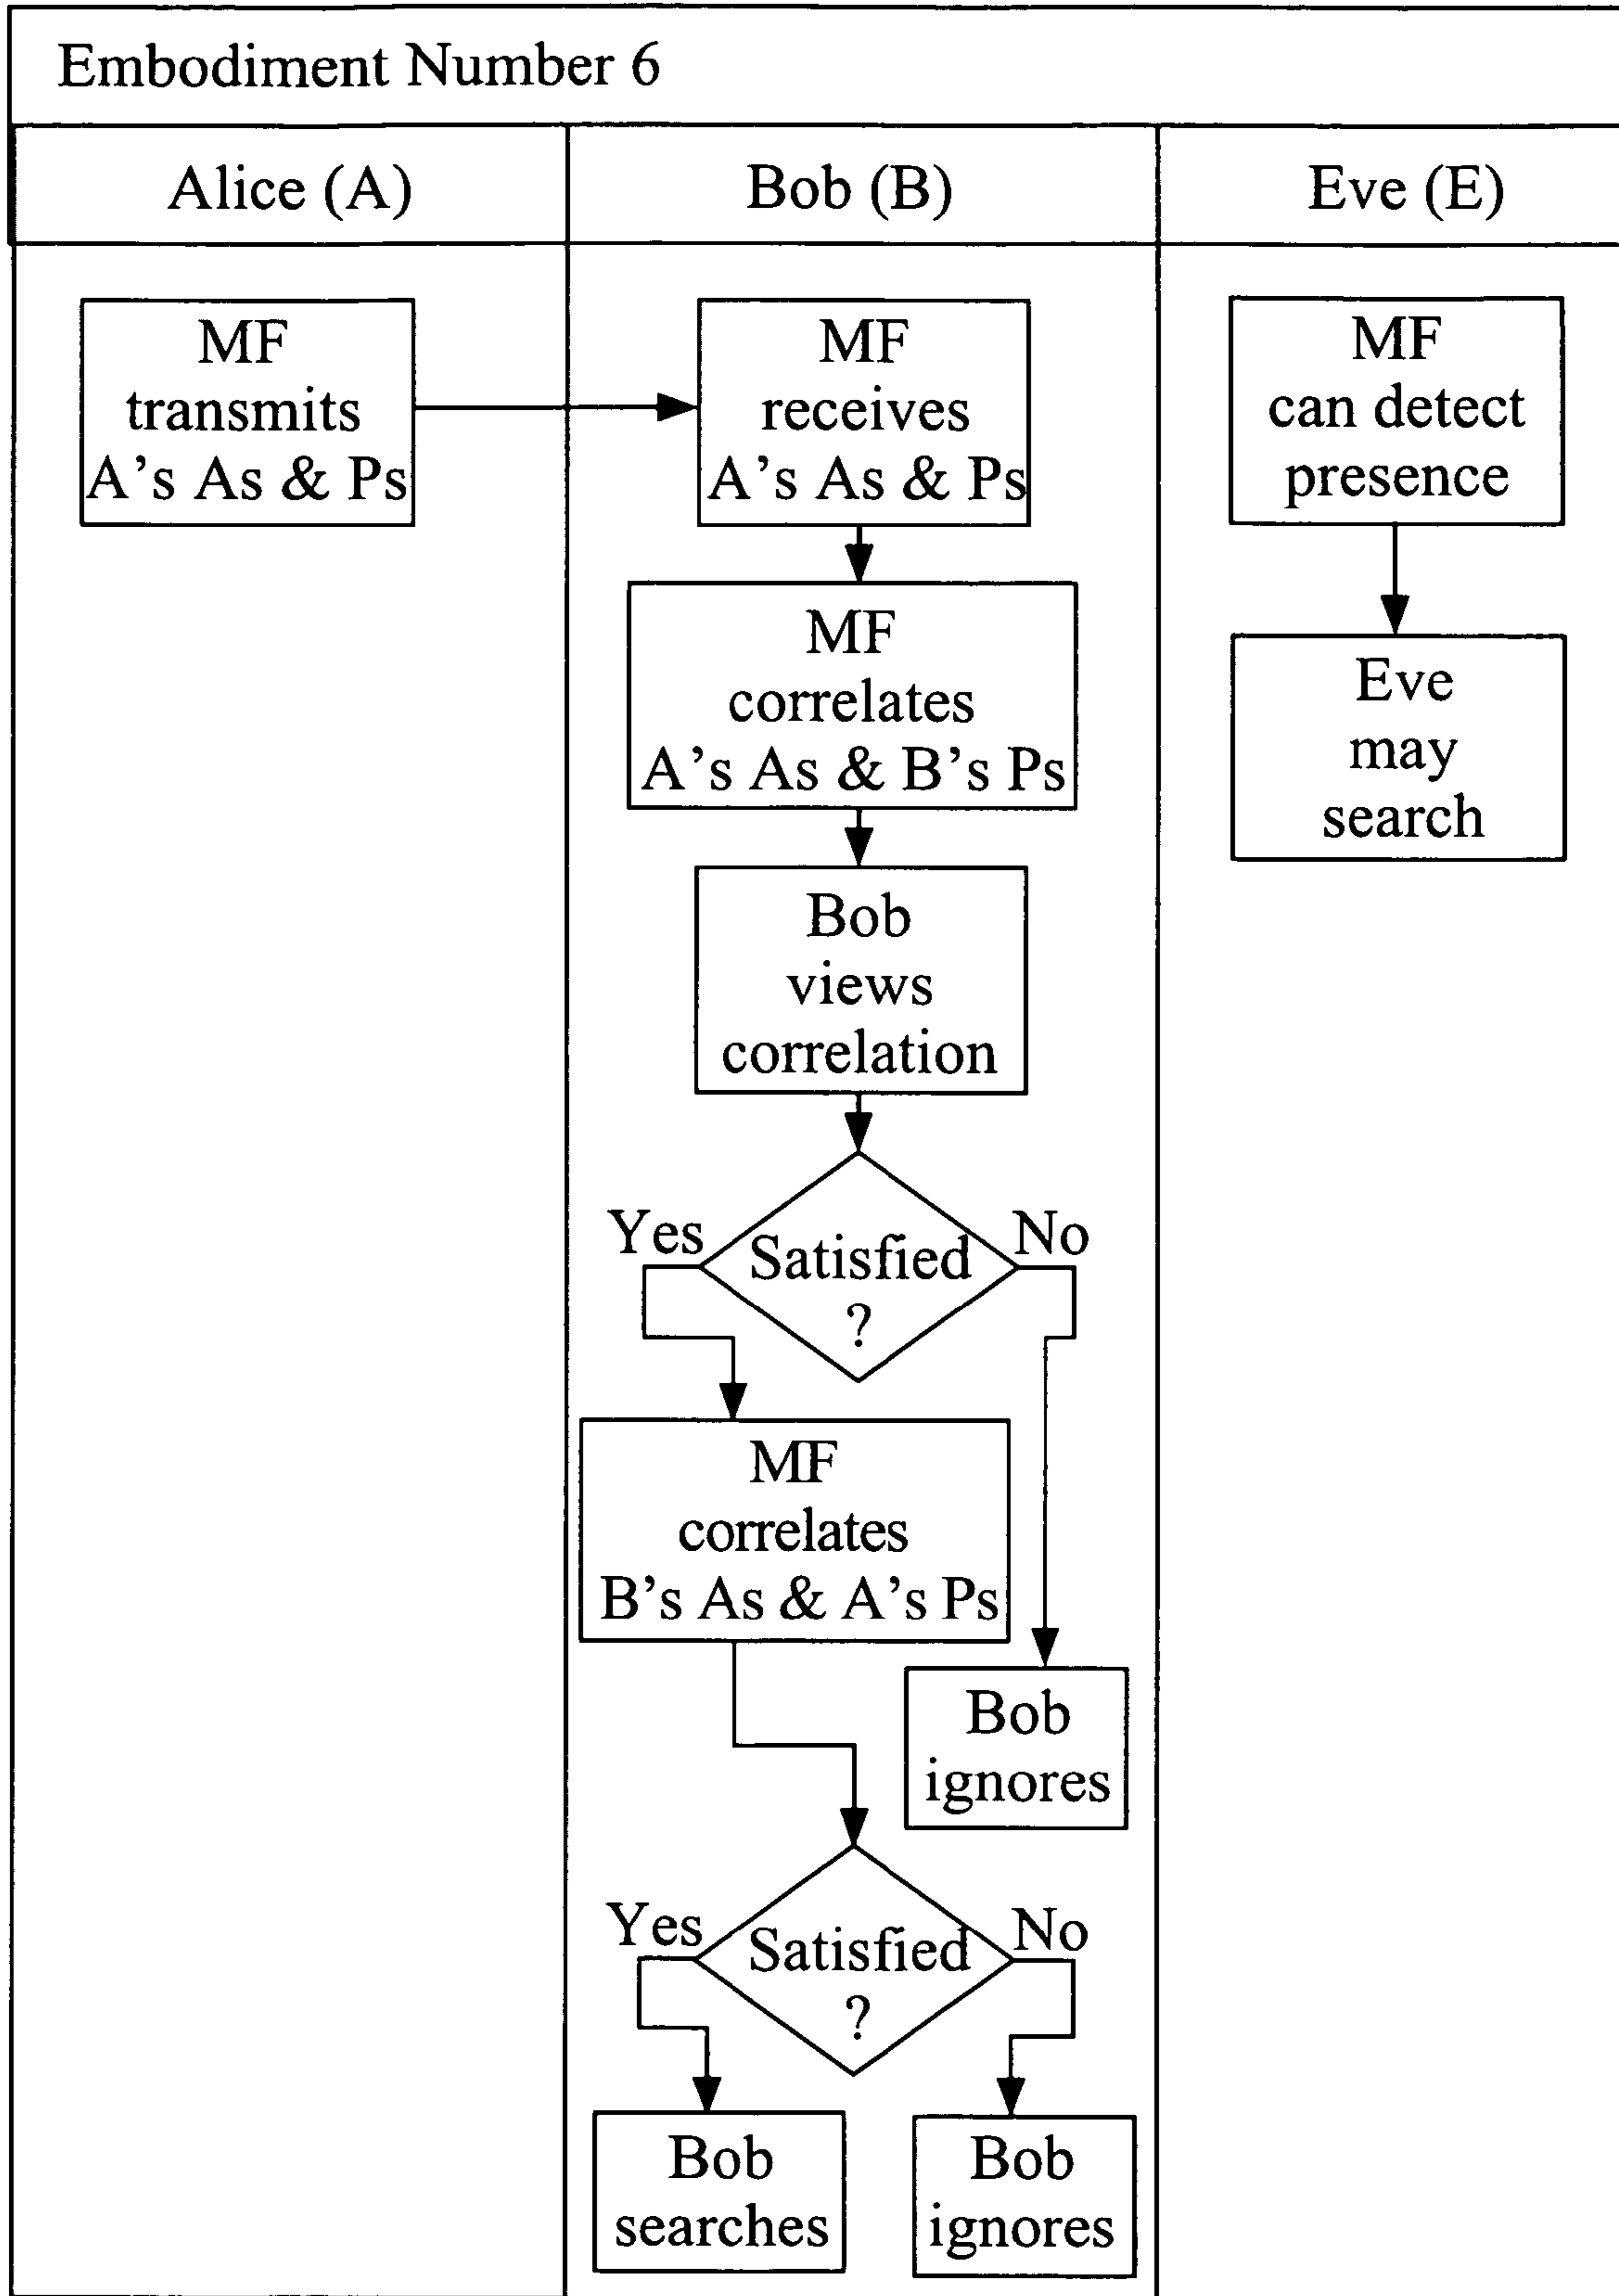 Embodiment Number 6
Alice (A)
Bob (B)
Eve (E)
MF
transmits
A's As & Ps
MF
receives
A's As & Ps
MF
can detect
presence
MF
correlates
A's As & B's Ps
Eve
may
search
Bob
views
correlation
Yes
Satisfied
?
No
MF
correlates
B's As & A's Ps
Bob
ignores
Yes
Satisfied
?
No
Bob
searches
Bob
ignores